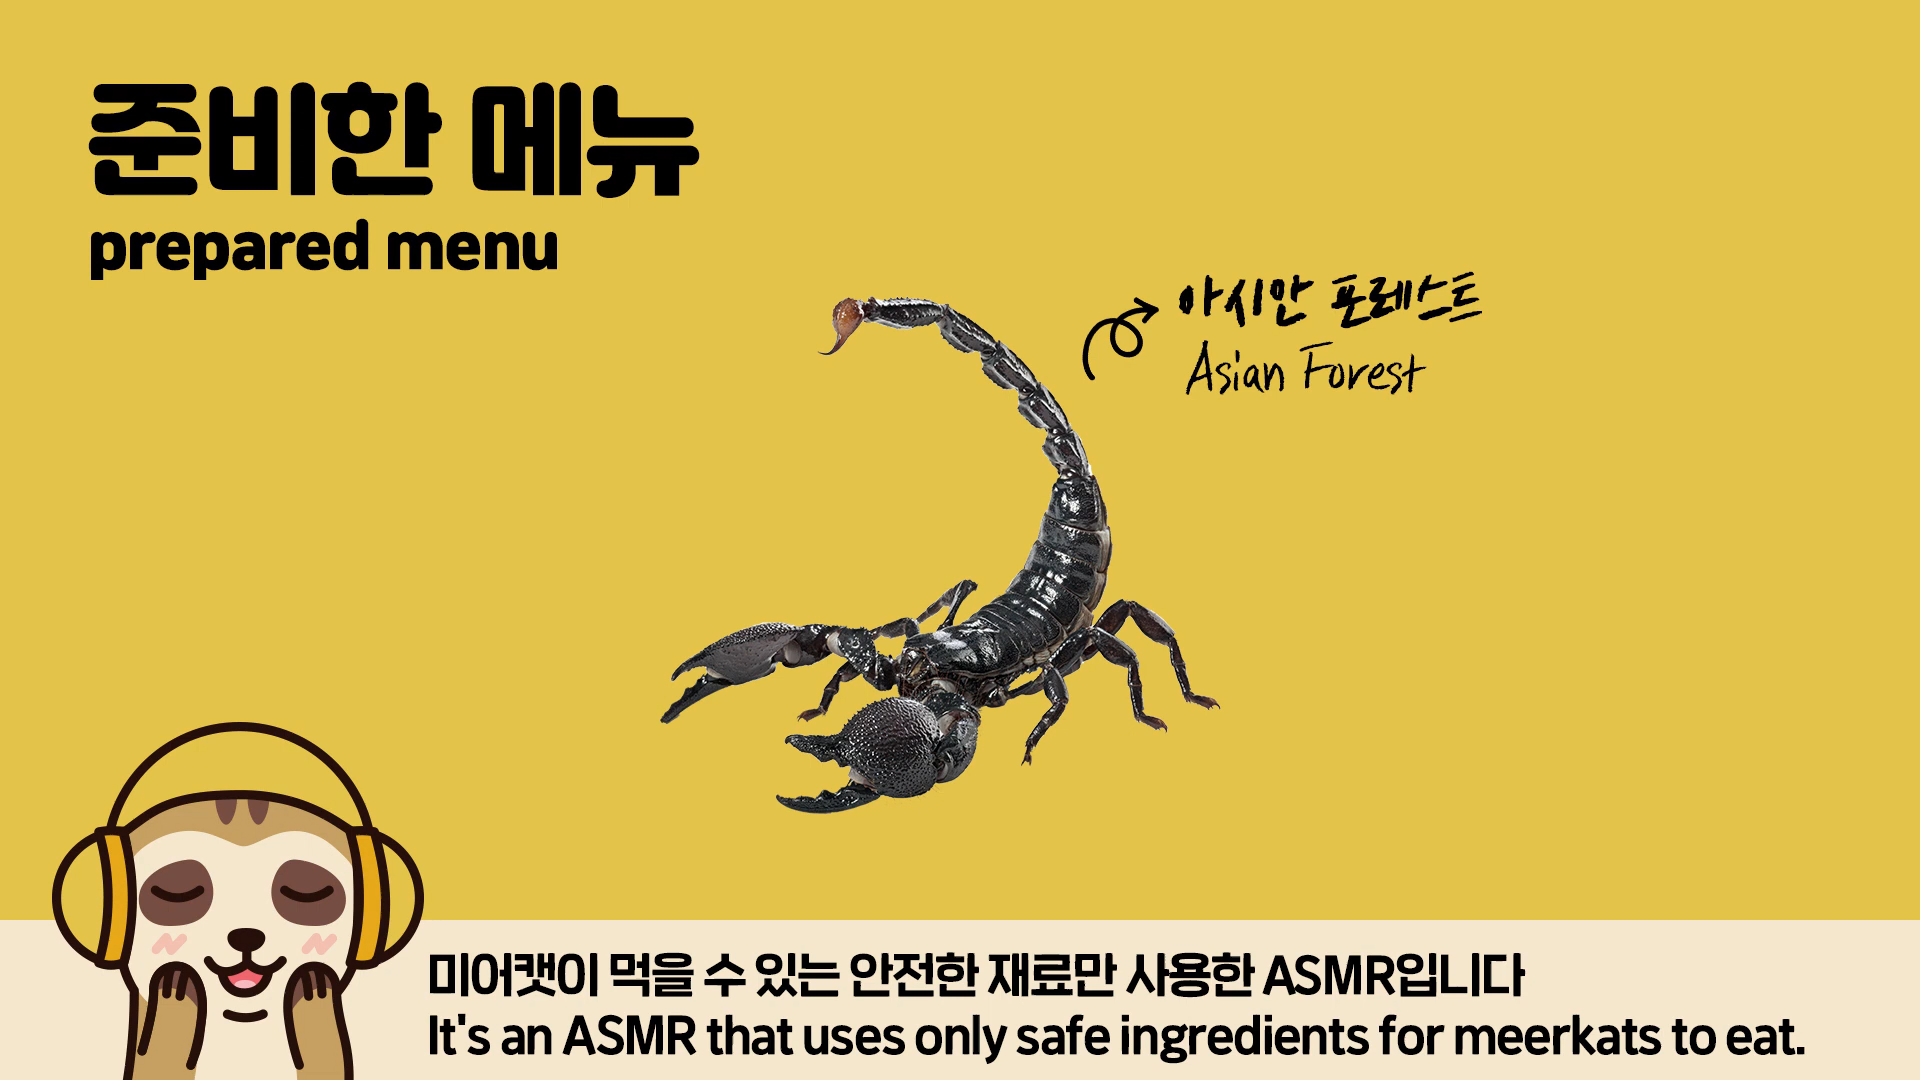 준비한 메뉴
prepared menu
아시안 포레스트
Asian Forest
미어캣이 먹을 수 있는 안전한 재료만 사용한 ASMR입니다
It's an ASMR that uses only safe ingredients for meerkats to eat.